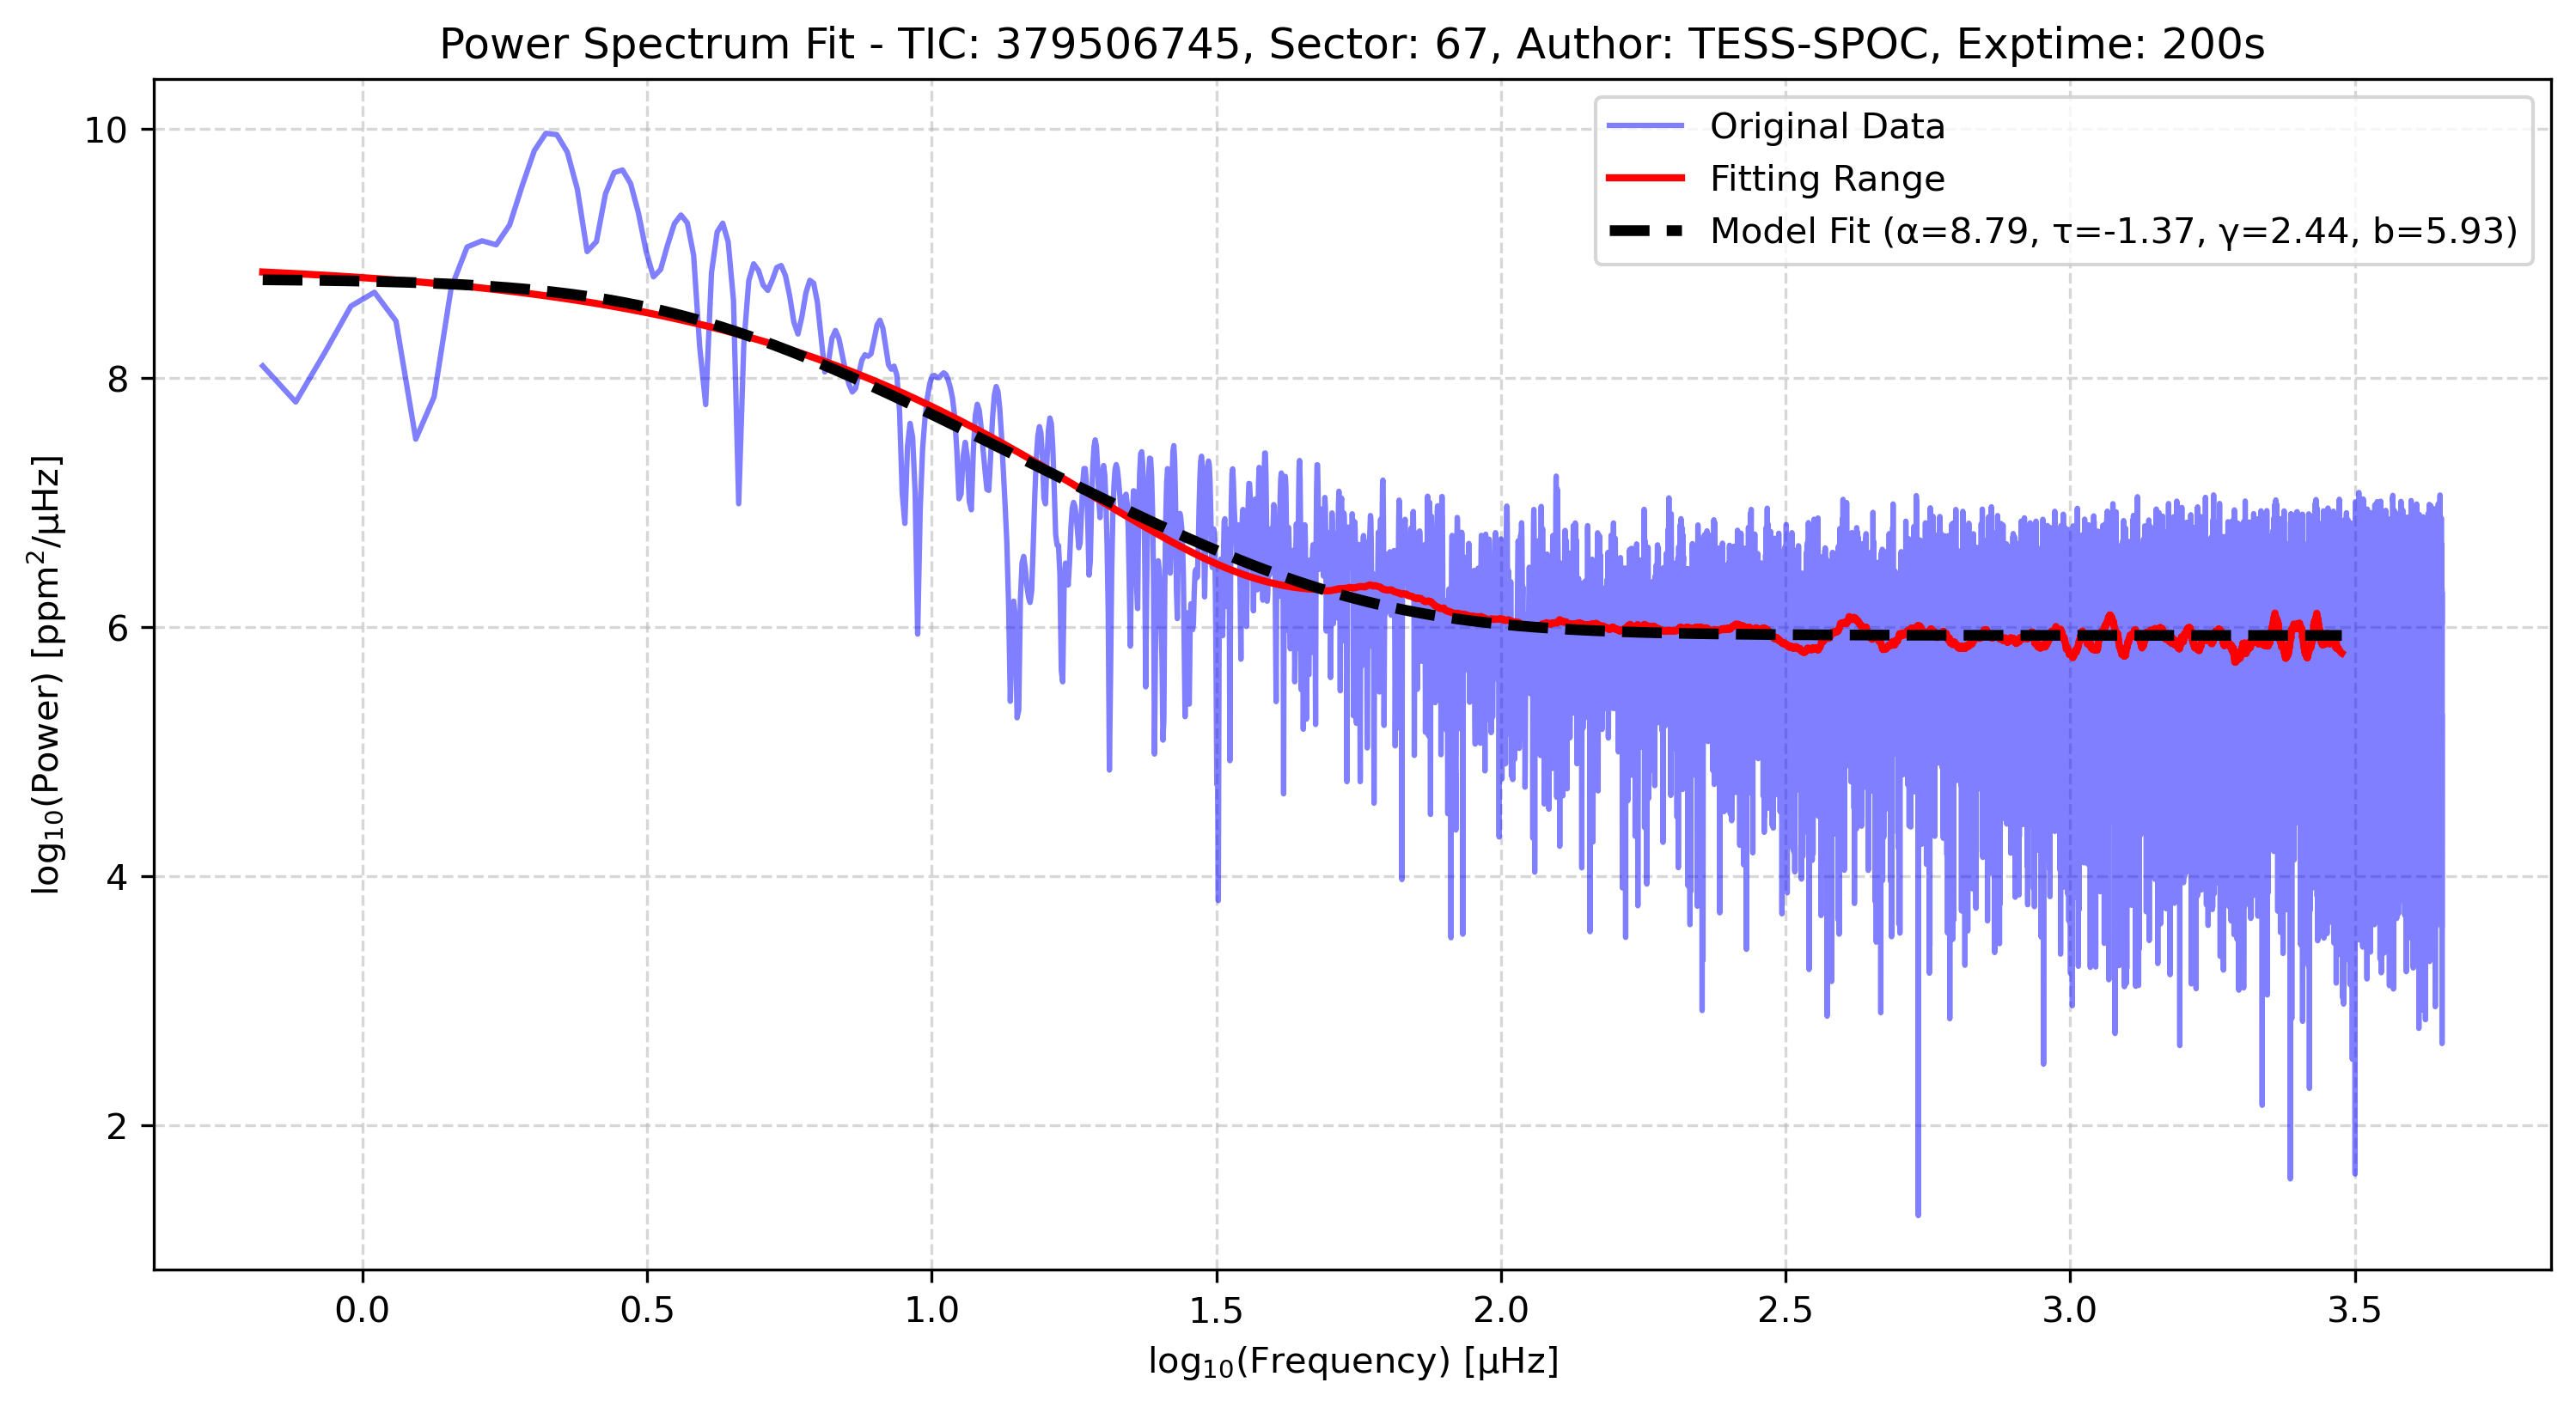 Power Spectrum Fit - TIC: 379506745, Sector: 67, Author: TESS-SPOC, Exptime: 200s
Original Data
Fitting Range
Model Fit (α=8.79, τ=-1.37, γ=2.44, b=5.93)
log₁₀(Power) [ppm²/µHz]
10
8
6
4
2
0.0 0.5 1.0 1.5 2.0 2.5 3.0 3.5
log₁₀(Frequency) [µHz]